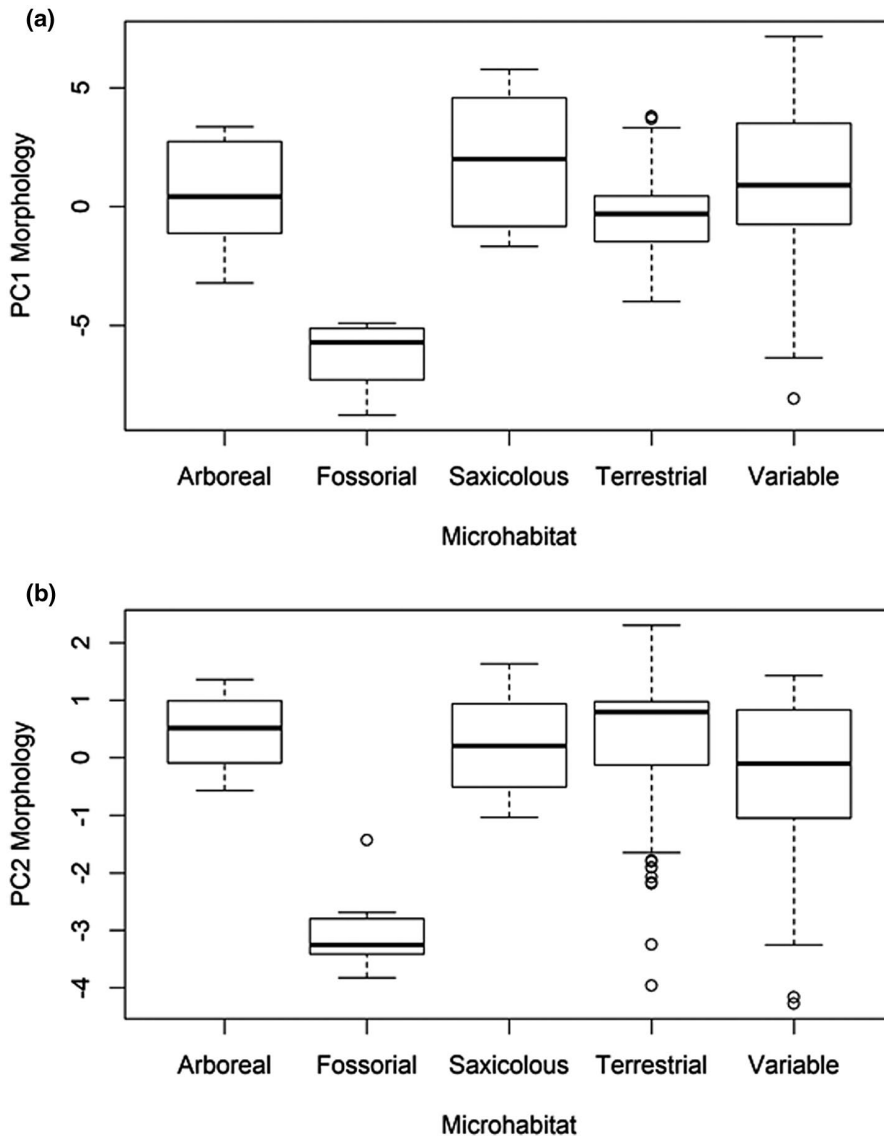 (a)
PC1 Morphology
5
0
-5
Arboreal Fossorial Saxicolous Terrestrial Variable
Microhabitat
(b)
PC2 Morphology
2
1
0
-1
-2
-3
-4
Arboreal Fossorial Saxicolous Terrestrial Variable
Microhabitat